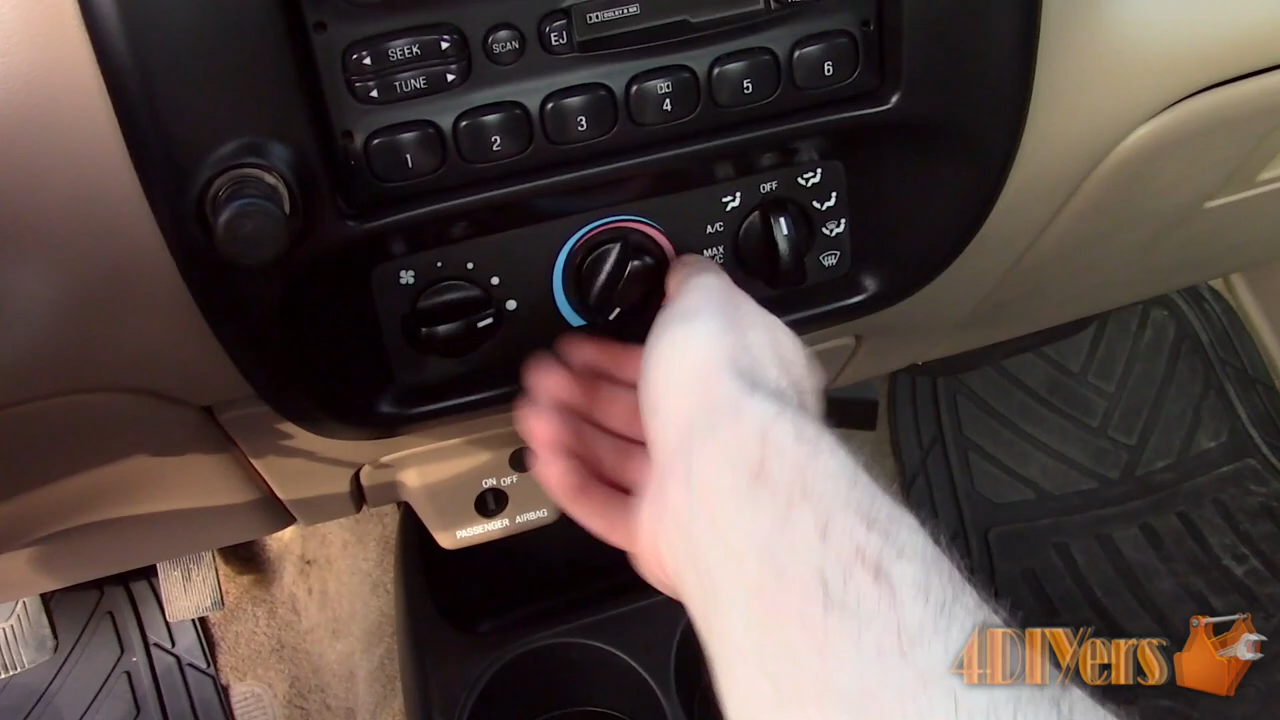 DOLBY B NR
SEEK
SCAN
EJ
TUNE
1 2 3 4 5 6
OFF
A/C
MAX
A/C
ON OFF
PASSENGER AIRBAG
4DIYers